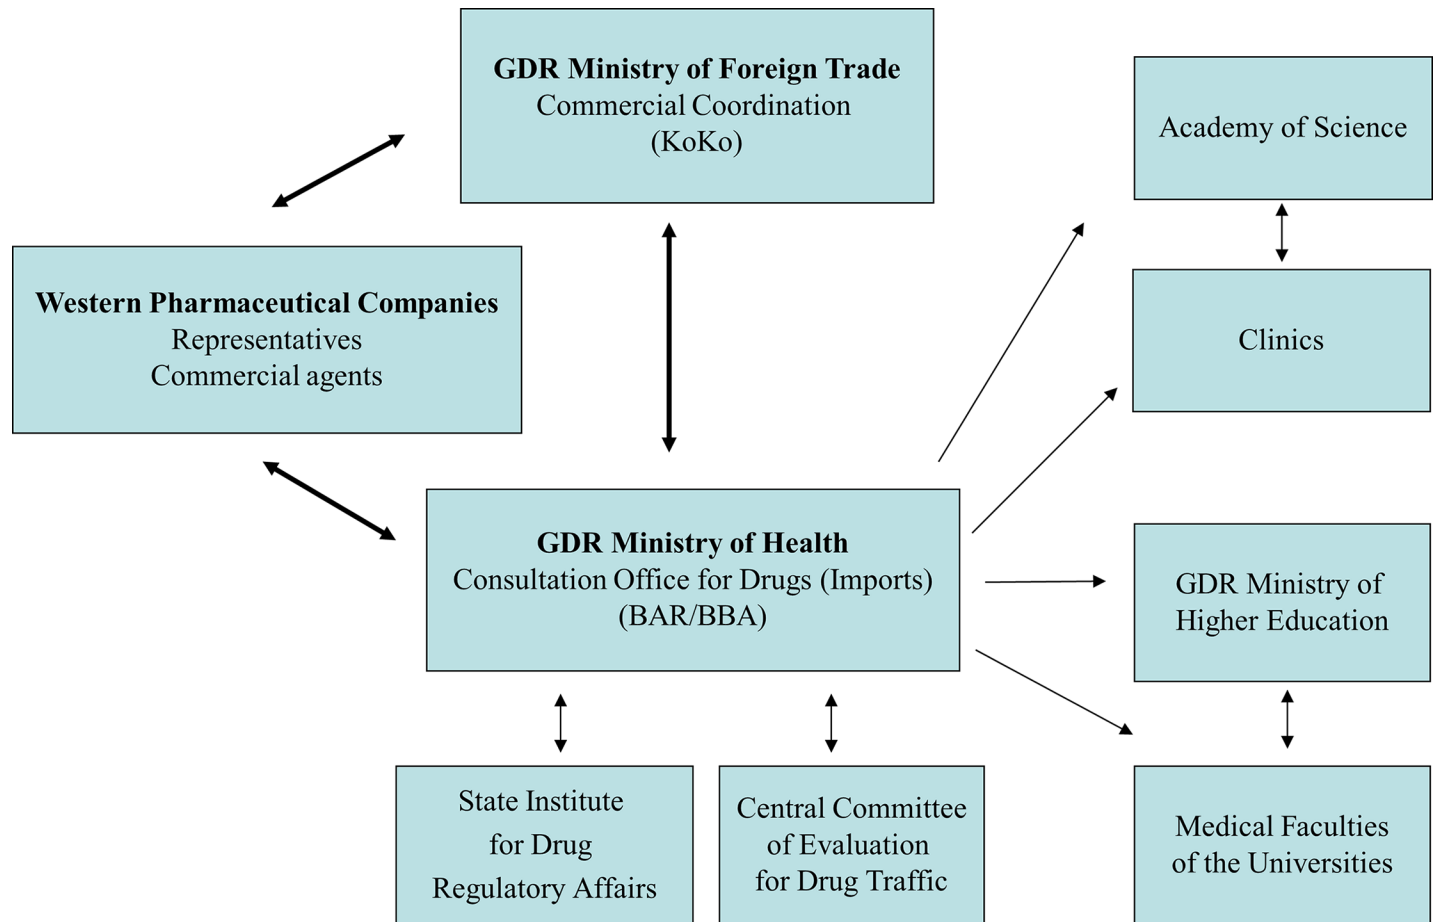 GDR Ministry of Foreign Trade
Commercial Coordination
(KoKo)
Academy of Science
Western Pharmaceutical Companies
Representatives
Commercial agents
Clinics
GDR Ministry of Health
Consultation Office for Drugs (Imports)
(BAR/BBA)
GDR Ministry of
Higher Education
State Institute
for Drug
Regulatory Affairs
Central Committee
of Evaluation
for Drug Traffic
Medical Faculties
of the Universities